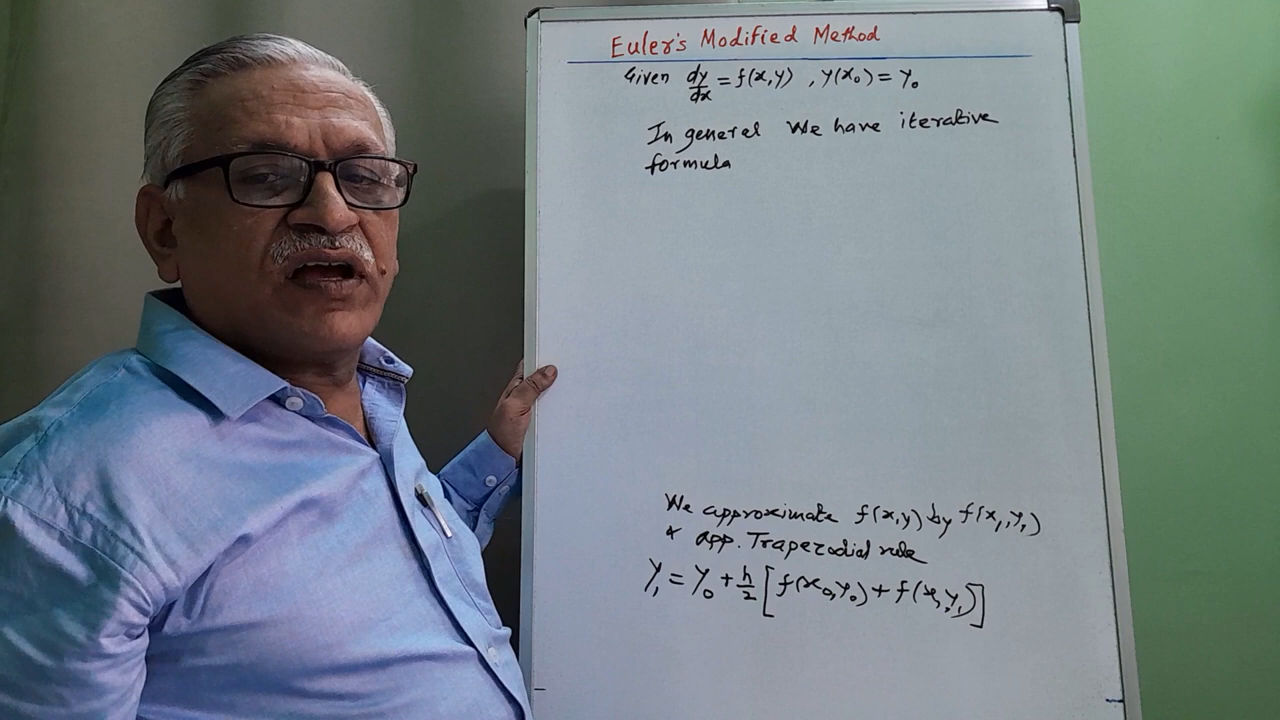 Euler's Modified Method
Given dy/dx = f(x,y) , y(x₀) = y₀
In general We have iterative
formula
We approximate f(x,y) by f(x₁,y₁)
& app. Traperodial rule
y₁ = y₀ + h/2 [f(x₀,y₀) + f(x₁,y₁)]